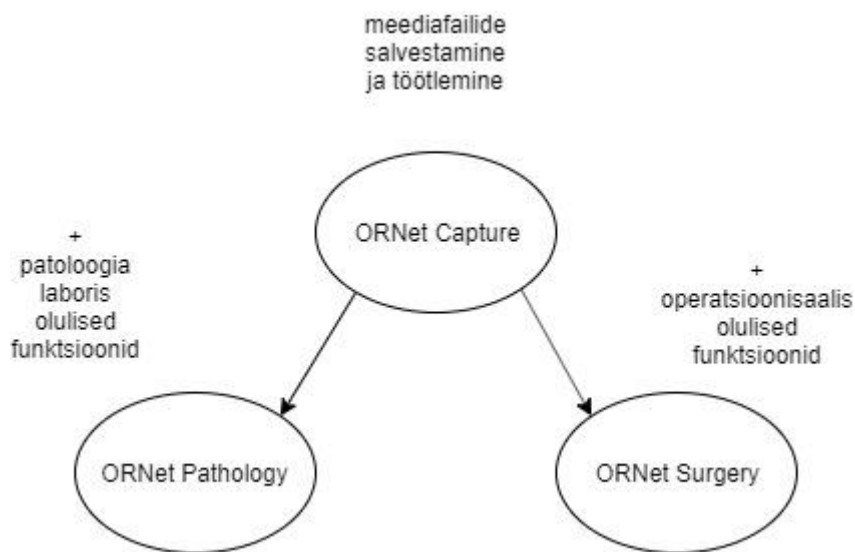 meediafailide
salvestamine
ja töötlemine
ORNet Capture
+
patoloogia
laboris
olulised
funktsioonid
+
operatsioonisaalis
olulised
funktsioonid
ORNet Pathology
ORNet Surgery